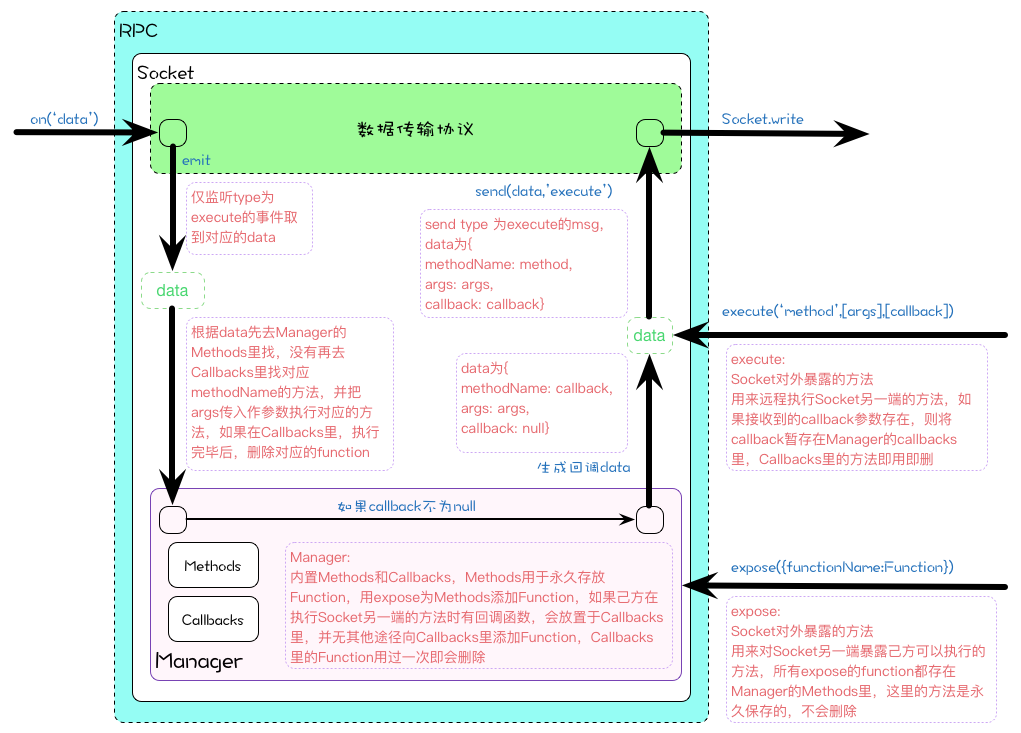 RPC
Socket
on(‘data’)
数据传输协议
Socket.write
emit
仅监听type为
execute的事件取
到对应的data
send(data,’execute’)
send type 为execute的msg,
data为{
methodName: method,
args: args,
callback: callback}
data
根据data先去Manager的
Methods里找，没有再去
Callbacks里找对应
methodName的方法，并把
args传入作参数执行对应的方
法，如果在Callbacks里，执行
完毕后，删除对应的function
execute(‘method’,[args],[callback])
data
execute:
Socket对外暴露的方法
用来远程执行Socket另一端的方法，如
果接收到的callback参数存在，则将
callback暂存在Manager的callbacks
里，Callbacks里的方法即用即删
data为{
methodName: callback,
args: args,
callback: null}
生成回调data
如果callback不为null
Methods
Callbacks
Manager
Manager:
内置Methods和Callbacks，Methods用于永久存放
Function，用expose为Methods添加Function，如果己方在
执行Socket另一端的方法时有回调函数，会放置于Callbacks
里，并无其他途径向Callbacks里添加Function，Callbacks
里的Function用过一次即会删除
expose({functionName:Function})
expose:
Socket对外暴露的方法
用来对Socket另一端暴露己方可以执行的
方法，所有expose的function都存在
Manager的Methods里，这里的方法是永
久保存的，不会删除